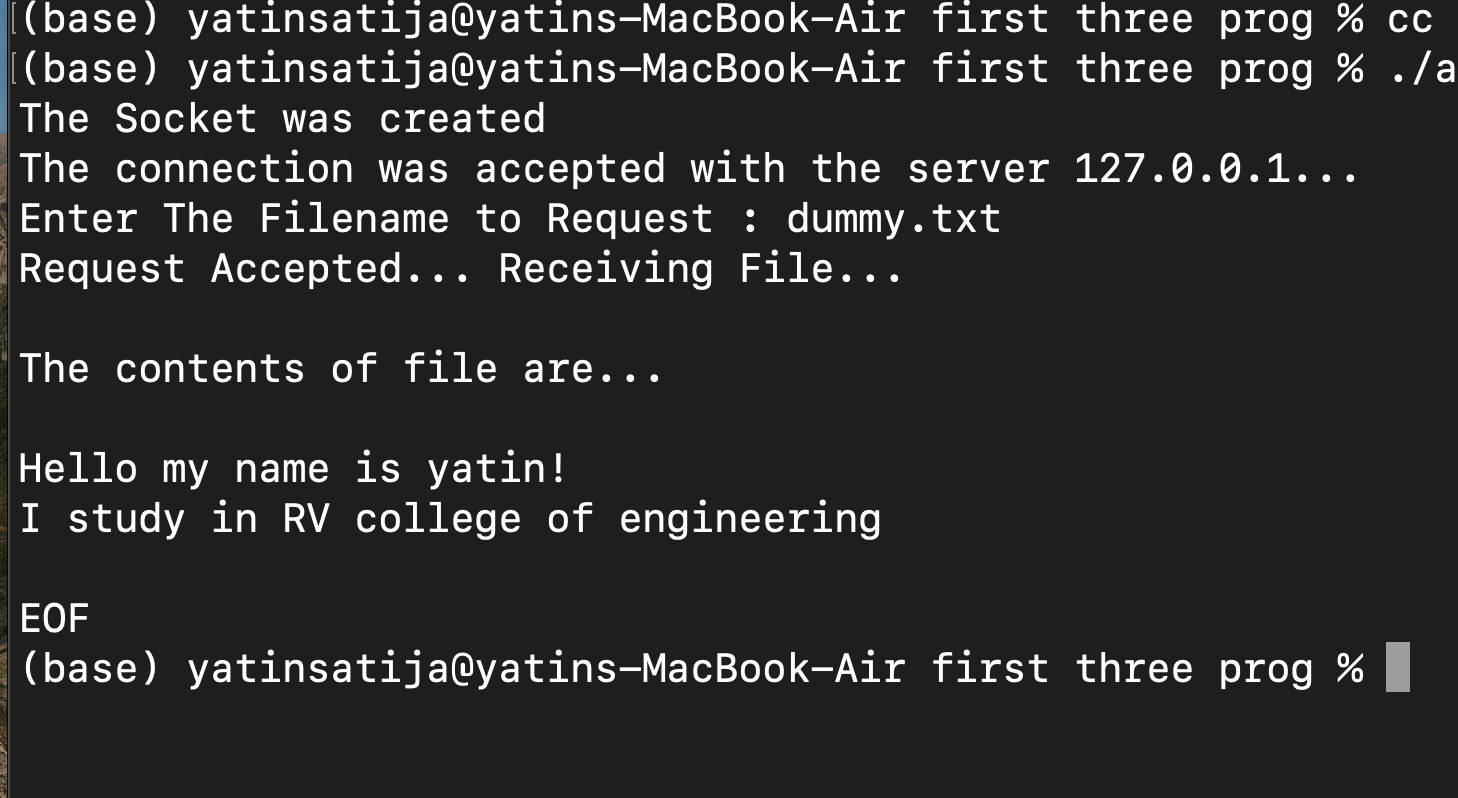 (base) yatinsatija@yatins-MacBook-Air first three prog % cc
(base) yatinsatija@yatins-MacBook-Air first three prog % ./a
The Socket was created
The connection was accepted with the server 127.0.0.1...
Enter The Filename to Request : dummy.txt
Request Accepted... Receiving File...
The contents of file are...
Hello my name is yatin!
I study in RV college of engineering
EOF
(base) yatinsatija@yatins-MacBook-Air first three prog %